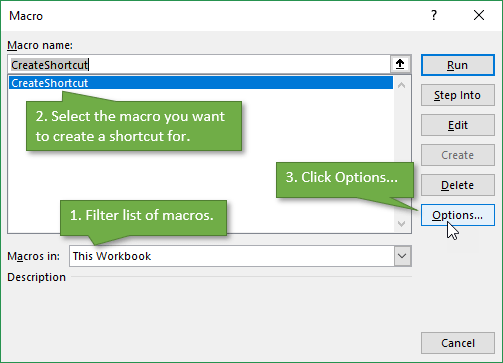 Macro
?
Macro name:
CreateShortcut
CreateShortcut
2. Select the macro you want
to create a shortcut for.
1. Filter list of macros.
3. Click Options...
Run
Step Into
Edit
Create
Delete
Options...
Macros in:
This Workbook
Description
Cancel